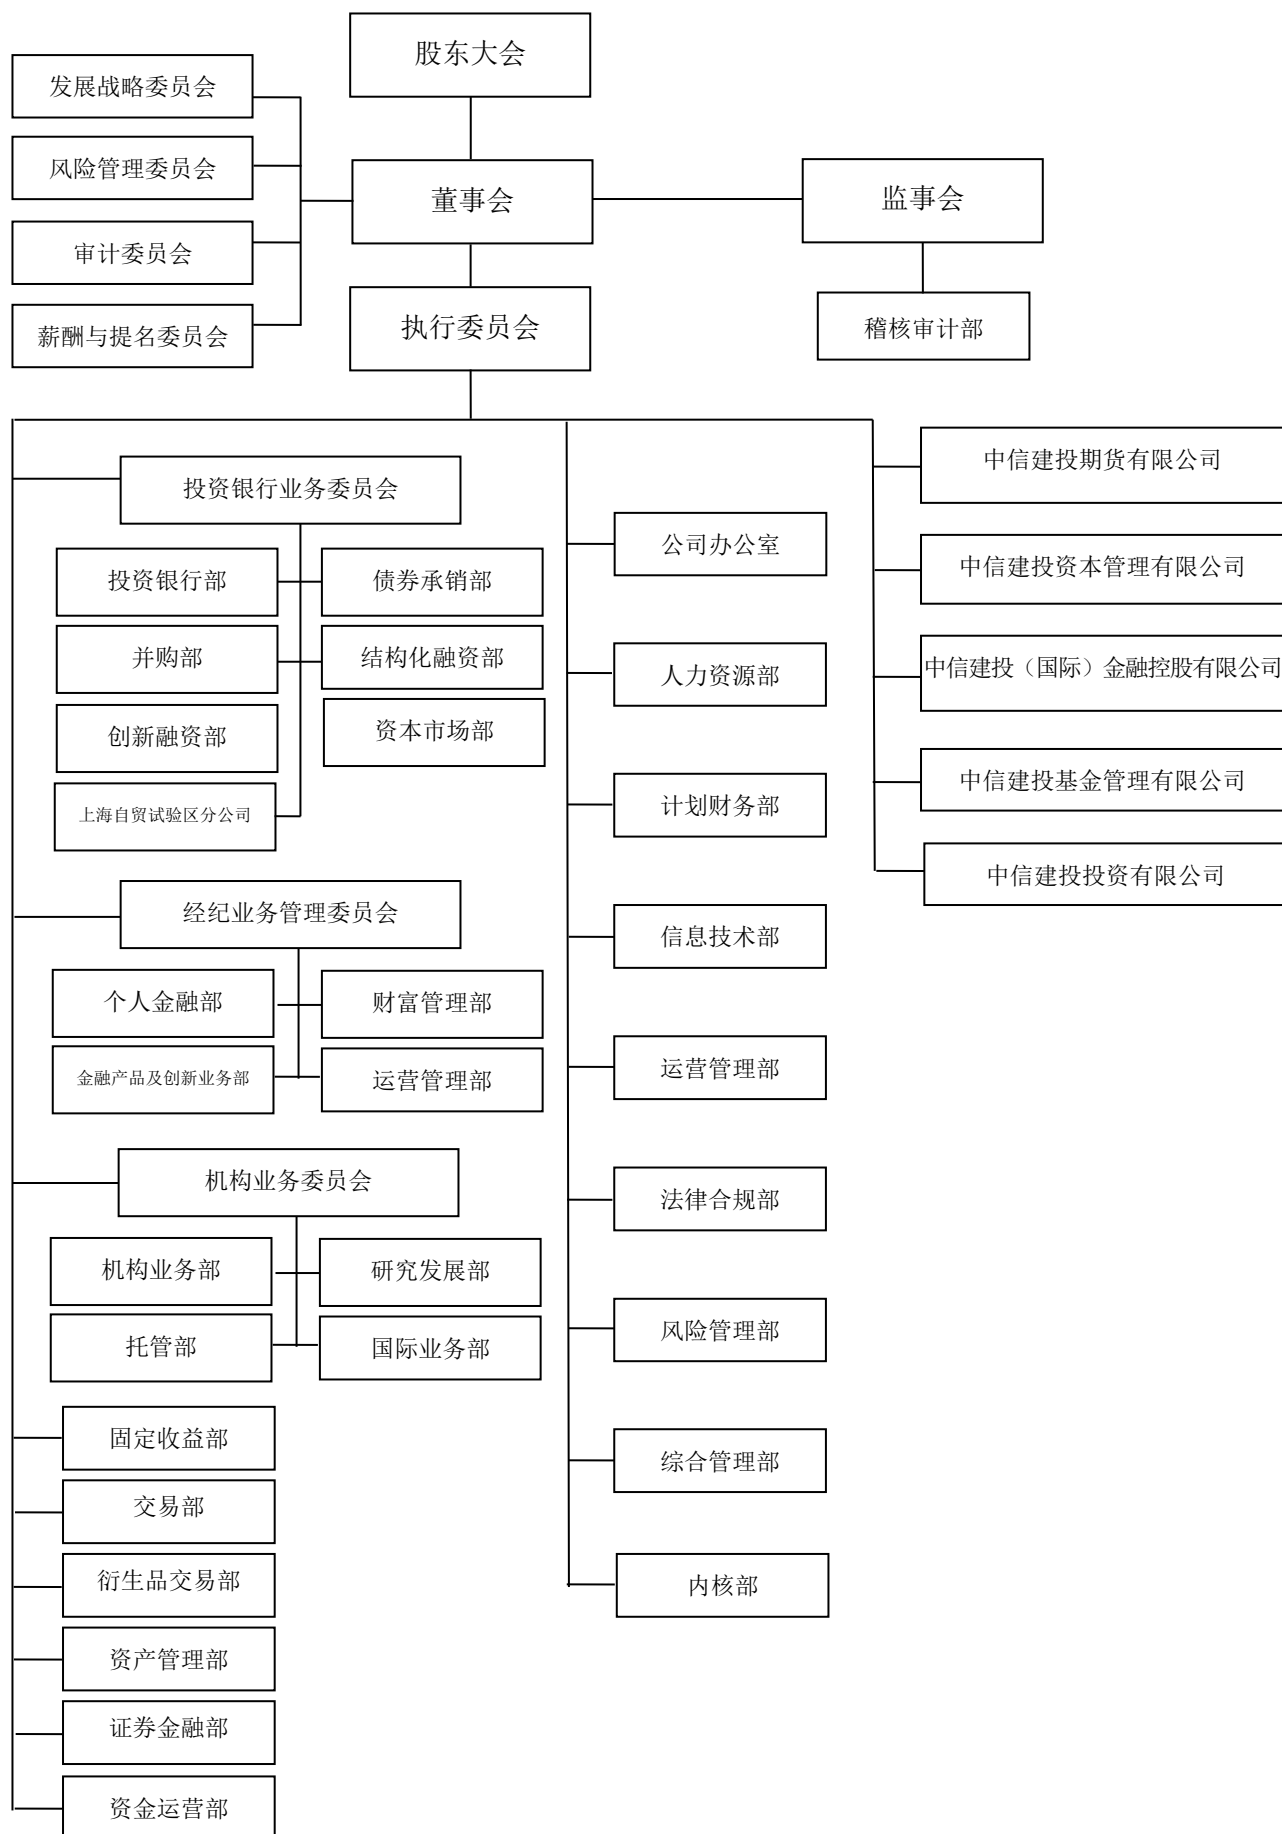 股东大会
发展战略委员会
风险管理委员会
董事会
监事会
审计委员会
薪酬与提名委员会
执行委员会
稽核审计部
投资银行业务委员会
投资银行部
债券承销部
并购部
结构化融资部
创新融资部
资本市场部
上海自贸试验区分公司
经纪业务管理委员会
个人金融部
财富管理部
金融产品及创新业务部
运营管理部
机构业务委员会
机构业务部
研究发展部
托管部
国际业务部
固定收益部
交易部
衍生品交易部
资产管理部
证券金融部
资金运营部
公司办公室
人力资源部
计划财务部
信息技术部
运营管理部
法律合规部
风险管理部
综合管理部
内核部
中信建投期货有限公司
中信建投资本管理有限公司
中信建投（国际）金融控股有限公司
中信建投基金管理有限公司
中信建投投资有限公司